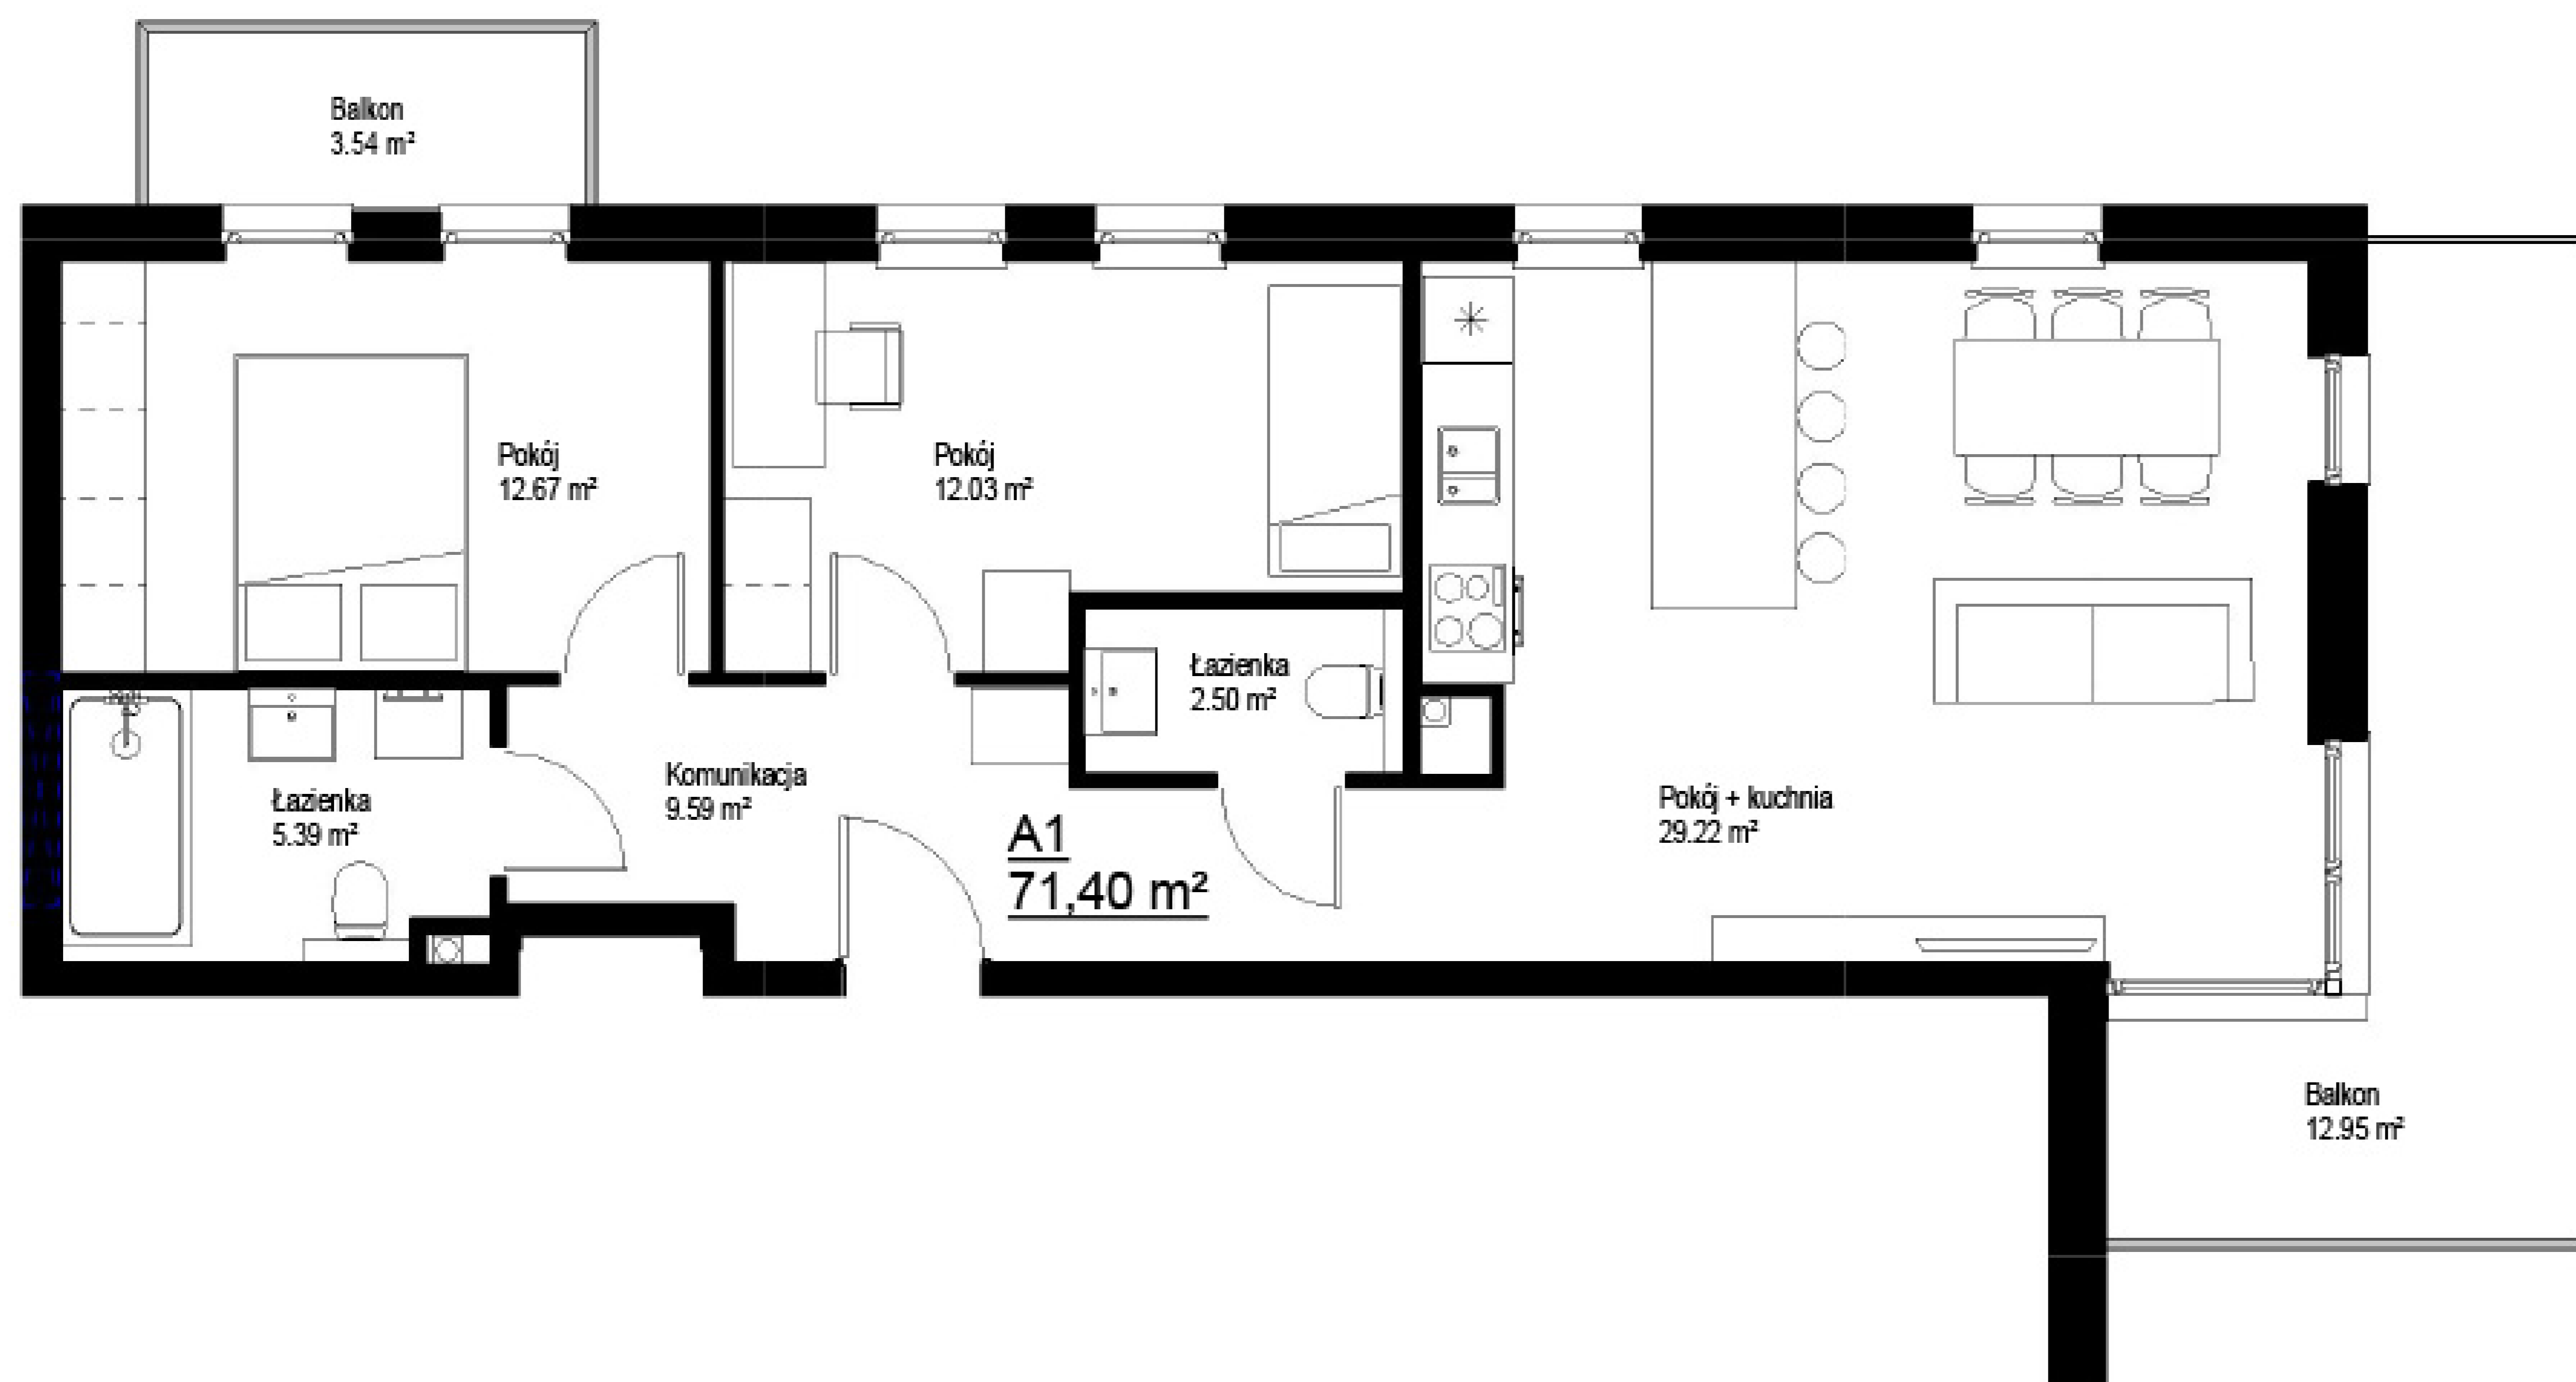 Balkon
3.54 m²
Pokój
12.67 m²
Pokój
12.03 m²
Łazienka
2.50 m²
Komunikacja
9.59 m²
Łazienka
5.39 m²
A1
71,40 m²
Pokój + kuchnia
29.22 m²
Balkon
12.95 m²